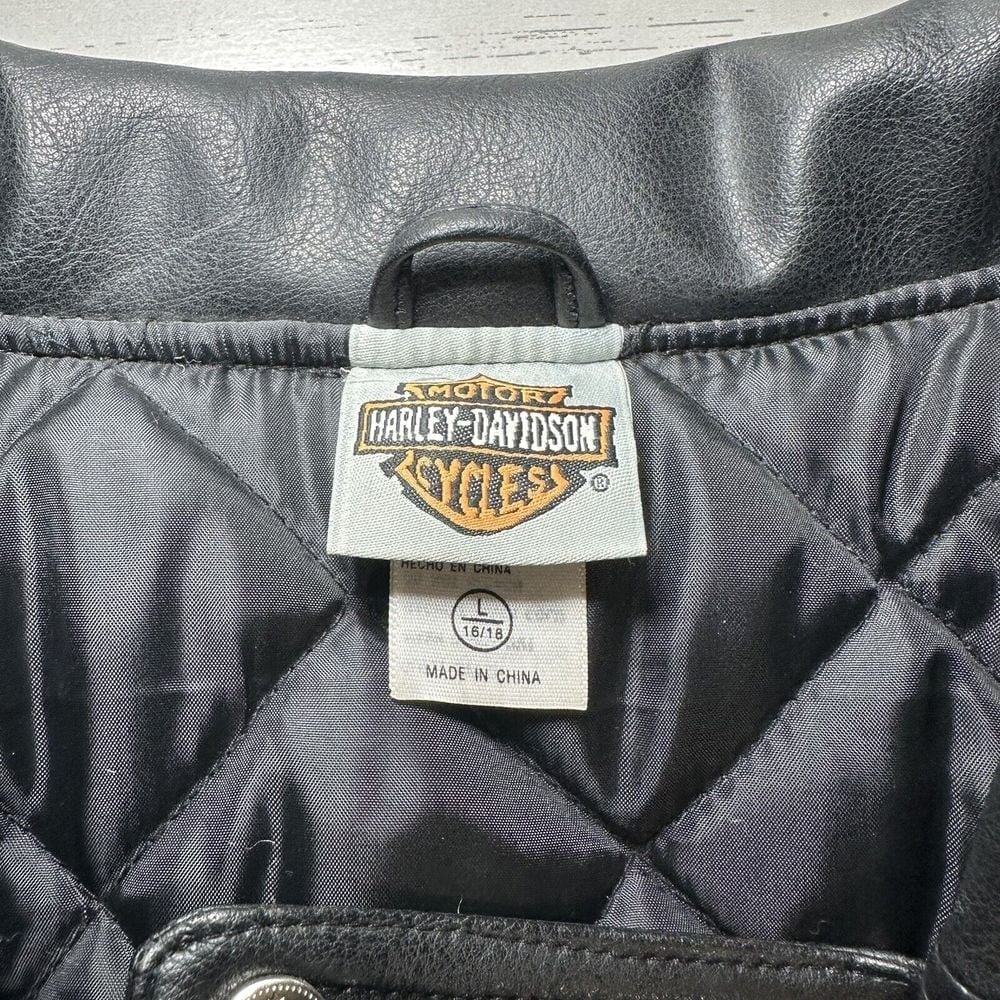 MOTOR
HARLEY-DAVIDSON
CYCLES
®
HECHO EN CHINA
L
16/18
MADE IN CHINA